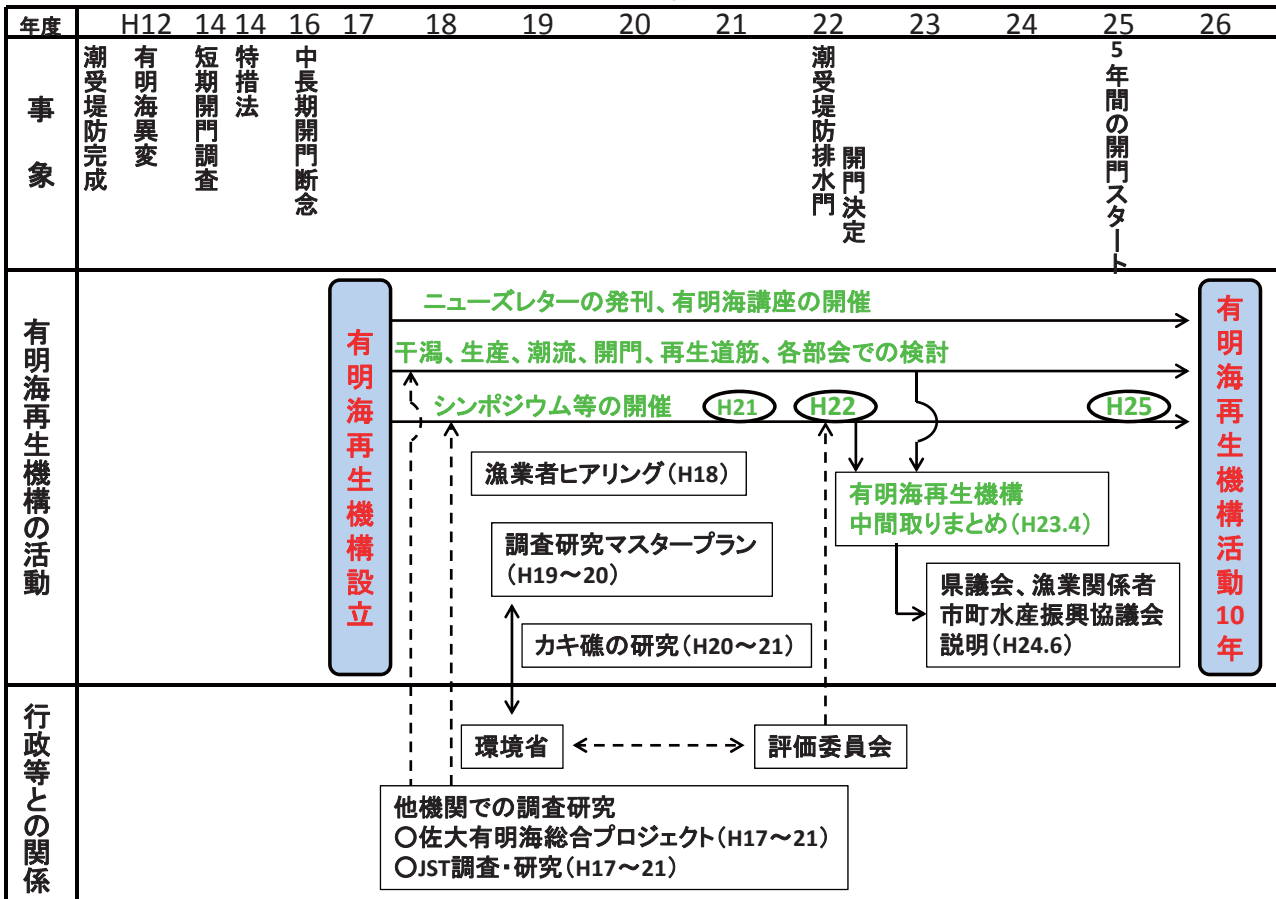 年度 H12 14 14 16 17 18 19 20 21 22 23 24 25 26
事象
潮受堤防完成
有明海異変
短期開門調査
特措法
中長期開門断念
潮受堤防排水門
開門決定
5年間の開門スタート
有明海再生機構の活動
有明海再生機構設立
ニューズレターの発刊、有明海講座の開催
干潟、生産、潮流、開門、再生道筋、各部会での検討
シンポジウム等の開催 H21 H22 H25
漁業者ヒアリング(H18)
調査研究マスタープラン
(H19～20)
カキ礁の研究(H20～21)
有明海再生機構
中間取りまとめ(H23.4)
県議会、漁業関係者
市町水産振興協議会
説明(H24.6)
有明海再生機構活動10年
行政等との関係
環境省 評価委員会
他機関での調査研究
〇佐大有明海総合プロジェクト(H17～21)
〇JST調査・研究(H17～21)